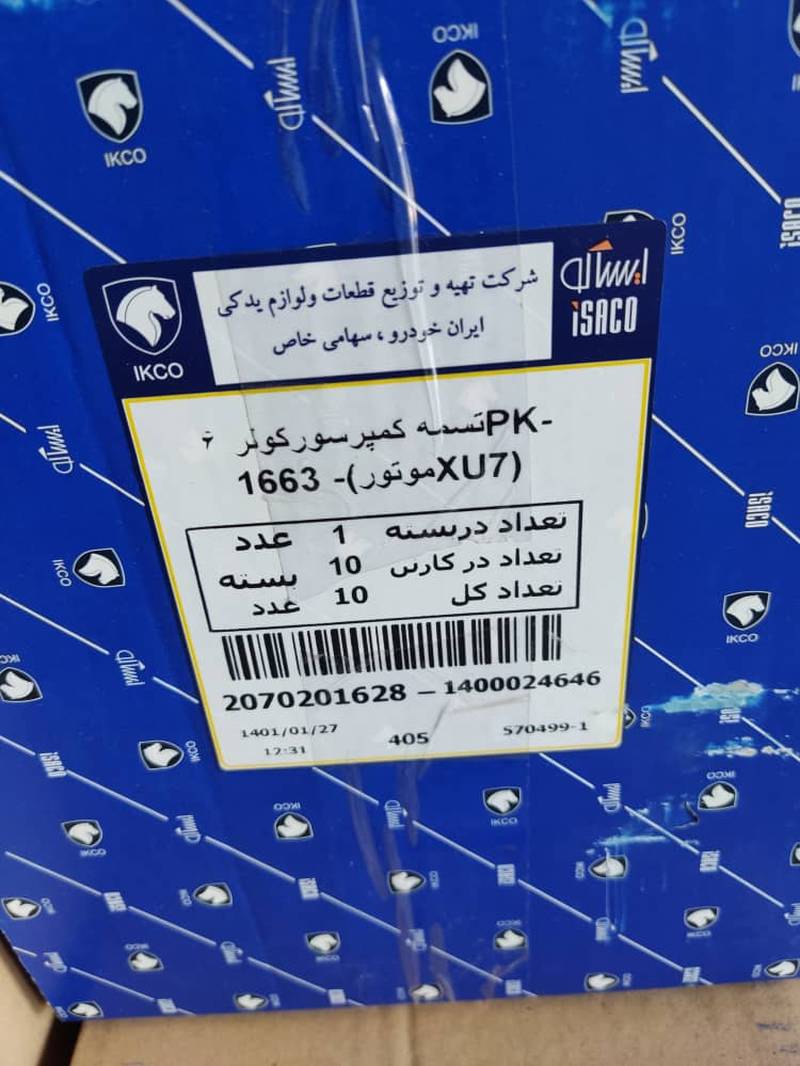 IKCO
شرکت تهیه و توزیع قطعات ولوازم یدکی
ایران خودرو ، سهامی خاص
ایساکو
iSACO
تسمه کمپرسورکولر ۶PK-
1663 -(موتورXU7)
تعداد دربسته 1 عدد
تعداد در کارتن 10 بسته
تعداد کل 10 عدد
2070201628 – 1400024646
1401/01/27
12:31
405
570499-1